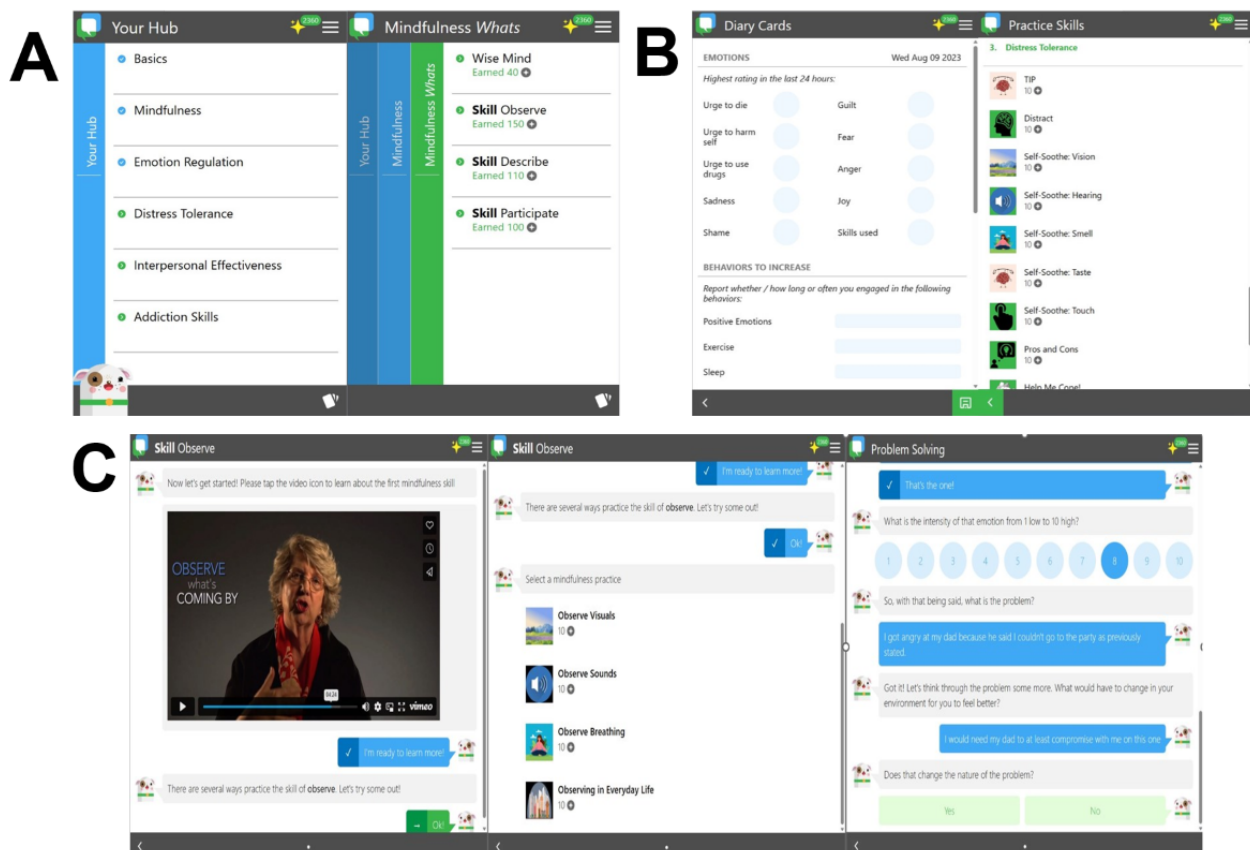 A
Your Hub
2360
Your Hub
Basics
Mindfulness
Emotion Regulation
Distress Tolerance
Interpersonal Effectiveness
Addiction Skills
Mindfulness Whats
2360
Your Hub
Mindfulness
Mindfulness Whats
Wise Mind
Earned 40
Skill Observe
Earned 150
Skill Describe
Earned 110
Skill Participate
Earned 100
B
Diary Cards
2360
EMOTIONS
Wed Aug 09 2023
Highest rating in the last 24 hours:
Urge to die
Guilt
Urge to harm
self
Fear
Urge to use
drugs
Anger
Sadness
Joy
Shame
Skills used
BEHAVIORS TO INCREASE
Report whether / how long or often you engaged in the following
behaviors:
Positive Emotions
Exercise
Sleep
Practice Skills
2360
3. Distress Tolerance
TIP
10
Distract
10
Self-Soothe: Vision
10
Self-Soothe: Hearing
10
Self-Soothe: Smell
10
Self-Soothe: Taste
10
Self-Soothe: Touch
10
Pros and Cons
10
Help Me Cope!
C
Skill Observe
2360
Now let's get started! Please tap the video icon to learn about the first mindfulness skill
OBSERVE
what's
COMING BY
04:24
vimeo
I'm ready to learn more!
There are several ways practice the skill of observe. Let's try some out!
Ok!
Skill Observe
2360
I'm ready to learn more!
There are several ways practice the skill of observe. Let's try some out!
Ok!
Select a mindfulness practice
Observe Visuals
10
Observe Sounds
10
Observe Breathing
10
Observing in Everyday Life
10
Problem Solving
2360
That's the one!
What is the intensity of that emotion from 1 low to 10 high?
1 2 3 4 5 6 7 8 9 10
So, with that being said, what is the problem?
I got angry at my dad because he said I couldn't go to the party as previously
stated.
Got it! Let's think through the problem some more. What would have to change in your
environment for you to feel better?
I would need my dad to at least compromise with me on this one
Does that change the nature of the problem?
Yes
No